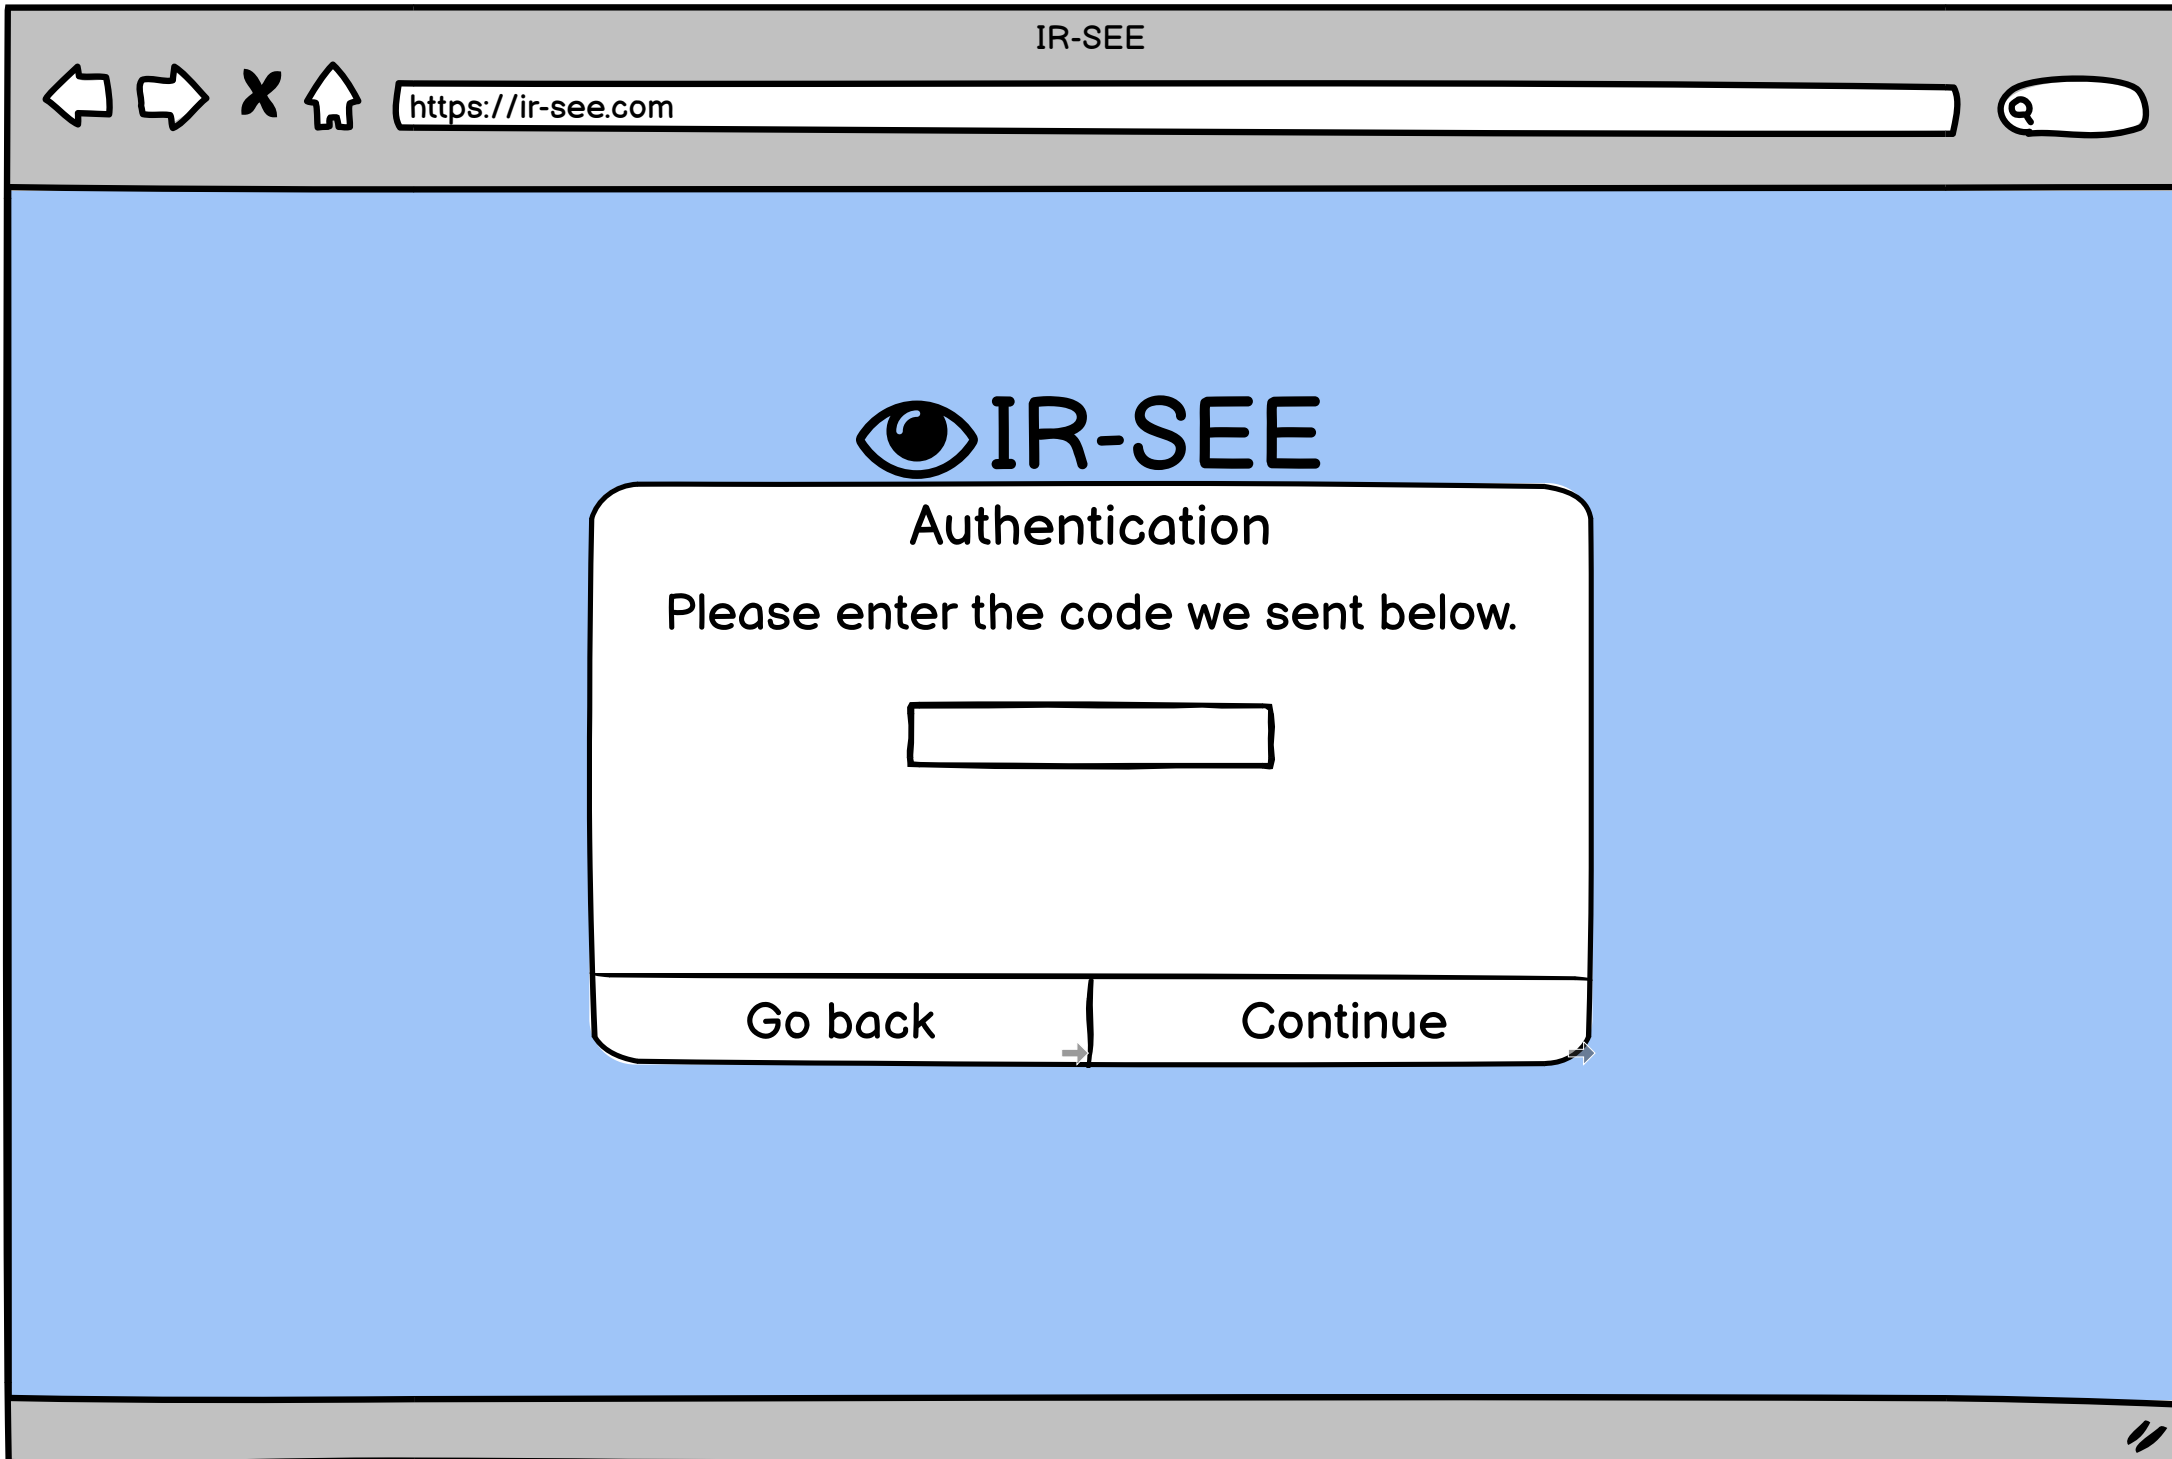 IR-SEE
https://ir-see.com
IR-SEE
Authentication
Please enter the code we sent below.
Go back
Continue